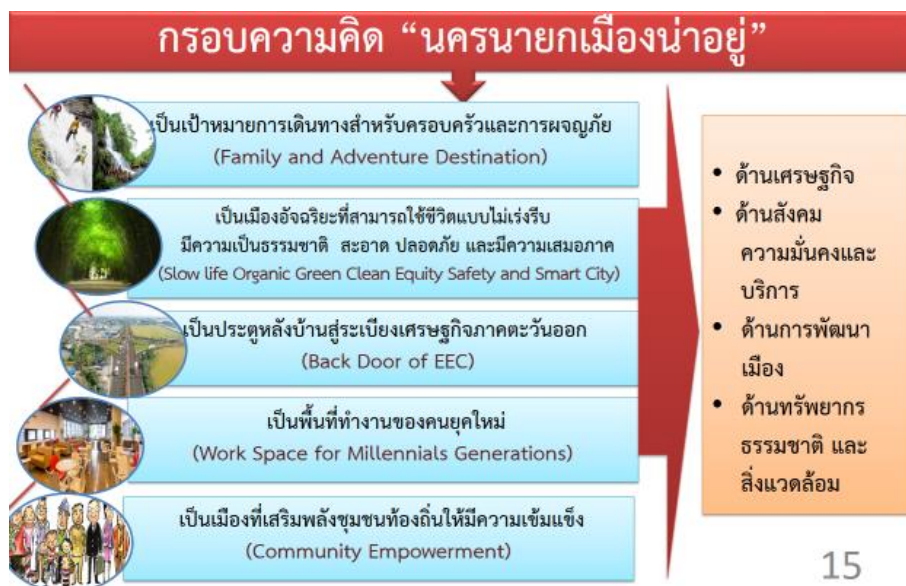 กรอบความคิด “นครนายกเมืองน่าอยู่”
เป็นเป้าหมายการเดินทางสำหรับครอบครัวและการผจญภัย
(Family and Adventure Destination)
เป็นเมืองอัจฉริยะที่สามารถใช้ชีวิตแบบไม่เร่งรีบ
มีความเป็นธรรมชาติ สะอาด ปลอดภัย และมีความเสมอภาค
(Slow life Organic Green Clean Equity Safety and Smart City)
เป็นประตูหลังบ้านสู่ระเบียงเศรษฐกิจภาคตะวันออก
(Back Door of EEC)
เป็นพื้นที่ทำงานของคนยุคใหม่
(Work Space for Millennials Generations)
เป็นเมืองที่เสริมพลังชุมชนท้องถิ่นให้มีความเข้มแข็ง
(Community Empowerment)
• ด้านเศรษฐกิจ
• ด้านสังคม
ความมั่นคงและ
บริการ
• ด้านการพัฒนา
เมือง
• ด้านทรัพยากร
ธรรมชาติ และ
สิ่งแวดล้อม
15